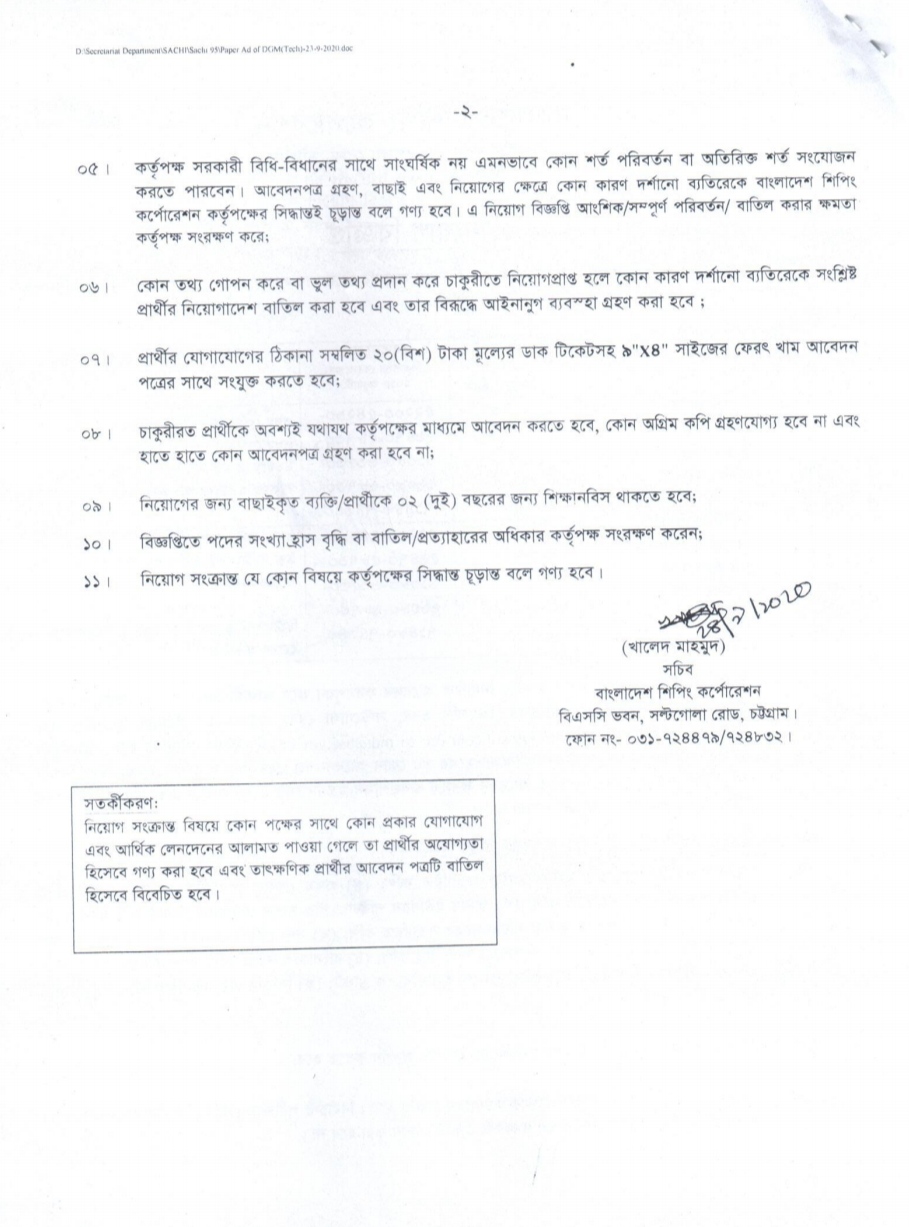 D:\Secretariat Department\SACHI\Sachi 95\Paper Ad of DGM(Tech)-23-9-2020.doc
-২-
০৫। কর্তৃপক্ষ সরকারী বিধি-বিধানের সাথে সাংঘর্ষিক নয় এমনভাবে কোন শর্ত পরিবর্তন বা অতিরিক্ত শর্ত সংযোজন
করতে পারবেন। আবেদনপত্র গ্রহণ, বাছাই এবং নিয়োগের ক্ষেত্রে কোন কারণ দর্শানো ব্যতিরেকে বাংলাদেশ শিপিং
কর্পোরেশন কর্তৃপক্ষের সিদ্ধান্তই চূড়ান্ত বলে গণ্য হবে। এ নিয়োগ বিজ্ঞপ্তি আংশিক/সম্পূর্ণ পরিবর্তন/ বাতিল করার ক্ষমতা
কর্তৃপক্ষ সংরক্ষণ করে;
০৬। কোন তথ্য গোপন করে বা ভুল তথ্য প্রদান করে চাকুরীতে নিয়োগপ্রাপ্ত হলে কোন কারণ দর্শানো ব্যতিরেকে সংশ্লিষ্ট
প্রার্থীর নিয়োগাদেশ বাতিল করা হবে এবং তার বিরূদ্ধে আইনানুগ ব্যবস্হা গ্রহণ করা হবে ;
০৭। প্রার্থীর যোগাযোগের ঠিকানা সম্বলিত ২০(বিশ) টাকা মূল্যের ডাক টিকেটসহ ৯"X8" সাইজের ফেরৎ খাম আবেদন
পত্রের সাথে সংযুক্ত করতে হবে;
০৮। চাকুরীরত প্রার্থীকে অবশ্যই যথাযথ কর্তৃপক্ষের মাধ্যমে আবেদন করতে হবে, কোন অগ্রিম কপি গ্রহণযোগ্য হবে না এবং
হাতে হাতে কোন আবেদনপত্র গ্রহণ করা হবে না;
০৯। নিয়োগের জন্য বাছাইকৃত ব্যক্তি/প্রার্থীকে ০২ (দুই) বছরের জন্য শিক্ষানবিস থাকতে হবে;
১০। বিজ্ঞপ্তিতে পদের সংখ্যা হ্রাস বৃদ্ধি বা বাতিল/প্রত্যাহারের অধিকার কর্তৃপক্ষ সংরক্ষণ করেন;
১১। নিয়োগ সংক্রান্ত যে কোন বিষয়ে কর্তৃপক্ষের সিদ্ধান্ত চূড়ান্ত বলে গণ্য হবে।
(খালেদ মাহমুদ)
সচিব
বাংলাদেশ শিপিং কর্পোরেশন
বিএসসি ভবন, সল্টগোলা রোড, চট্টগ্রাম।
ফোন নং- ০৩১-৭২৪৪৭৯/৭২৪৮৩২।
সতর্কীকরণ:
নিয়োগ সংক্রান্ত বিষয়ে কোন পক্ষের সাথে কোন প্রকার যোগাযোগ
এবং আর্থিক লেনদেনের আলামত পাওয়া গেলে তা প্রার্থীর অযোগ্যতা
হিসেবে গণ্য করা হবে এবং তাৎক্ষণিক প্রার্থীর আবেদন পত্রটি বাতিল
হিসেবে বিবেচিত হবে।